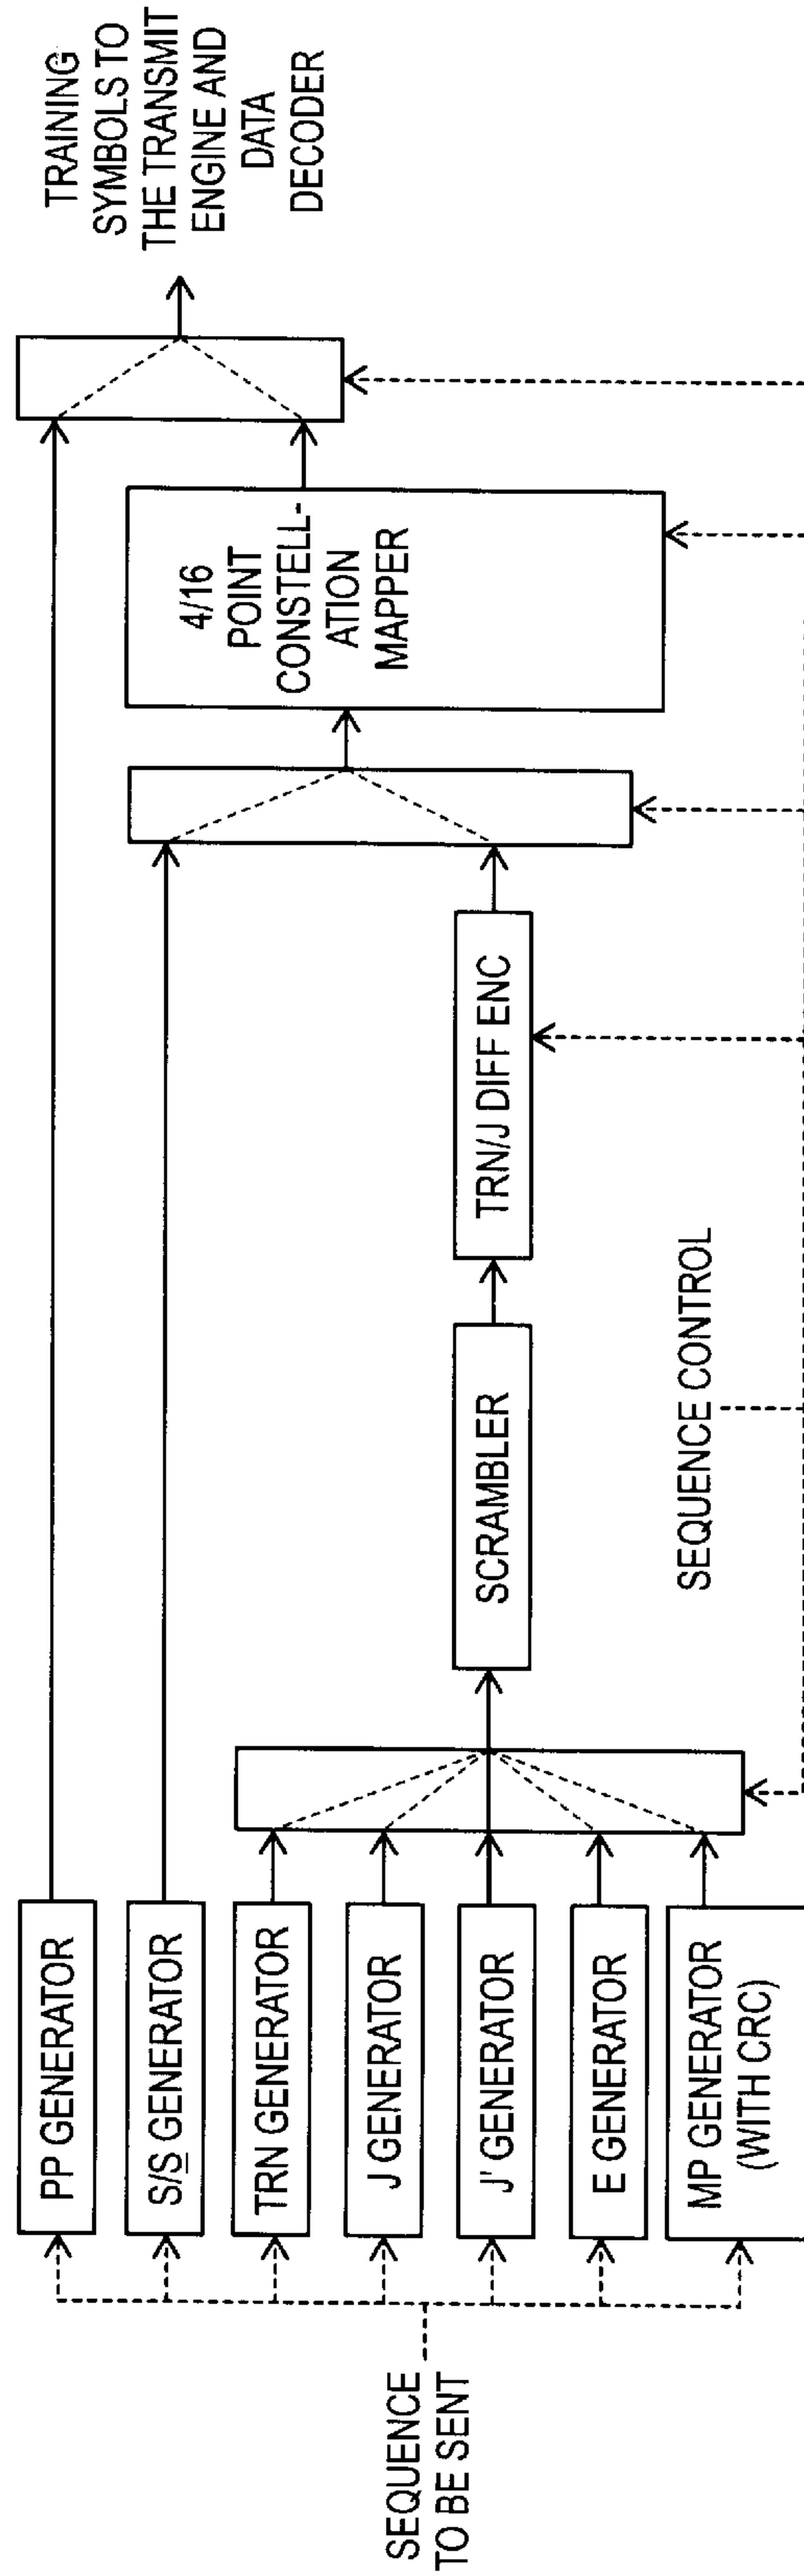 SEQUENCE
TO BE SENT
PP GENERATOR
S/S GENERATOR
TRN GENERATOR
J GENERATOR
J' GENERATOR
E GENERATOR
MP GENERATOR
(WITH CRC)
SCRAMBLER
TRN/J DIFF ENC
SEQUENCE CONTROL
4/16
POINT
CONSTELL-
ATION
MAPPER
TRAINING
SYMBOLS TO
THE TRANSMIT
ENGINE AND
DATA
DECODER